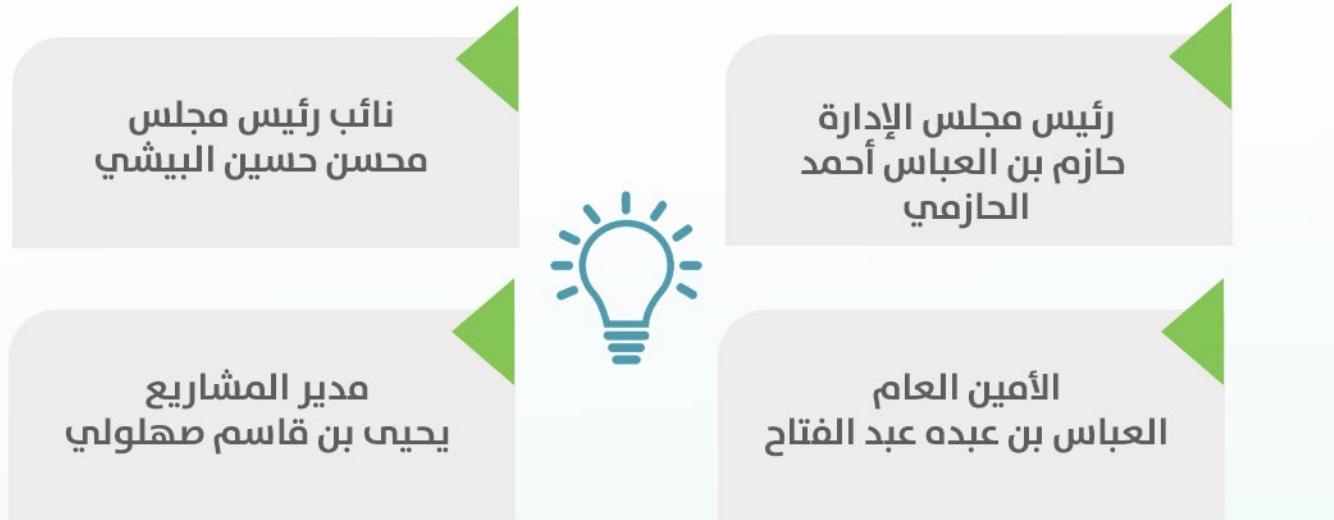 رئيس مجلس الإدارة
حازم بن العباس أحمد
الحازمي
نائب رئيس مجلس
محسن حسين البيشي
الأمين العام
العباس بن عبده عبد الفتاح
مدير المشاريع
يحيى بن قاسم صهلولي